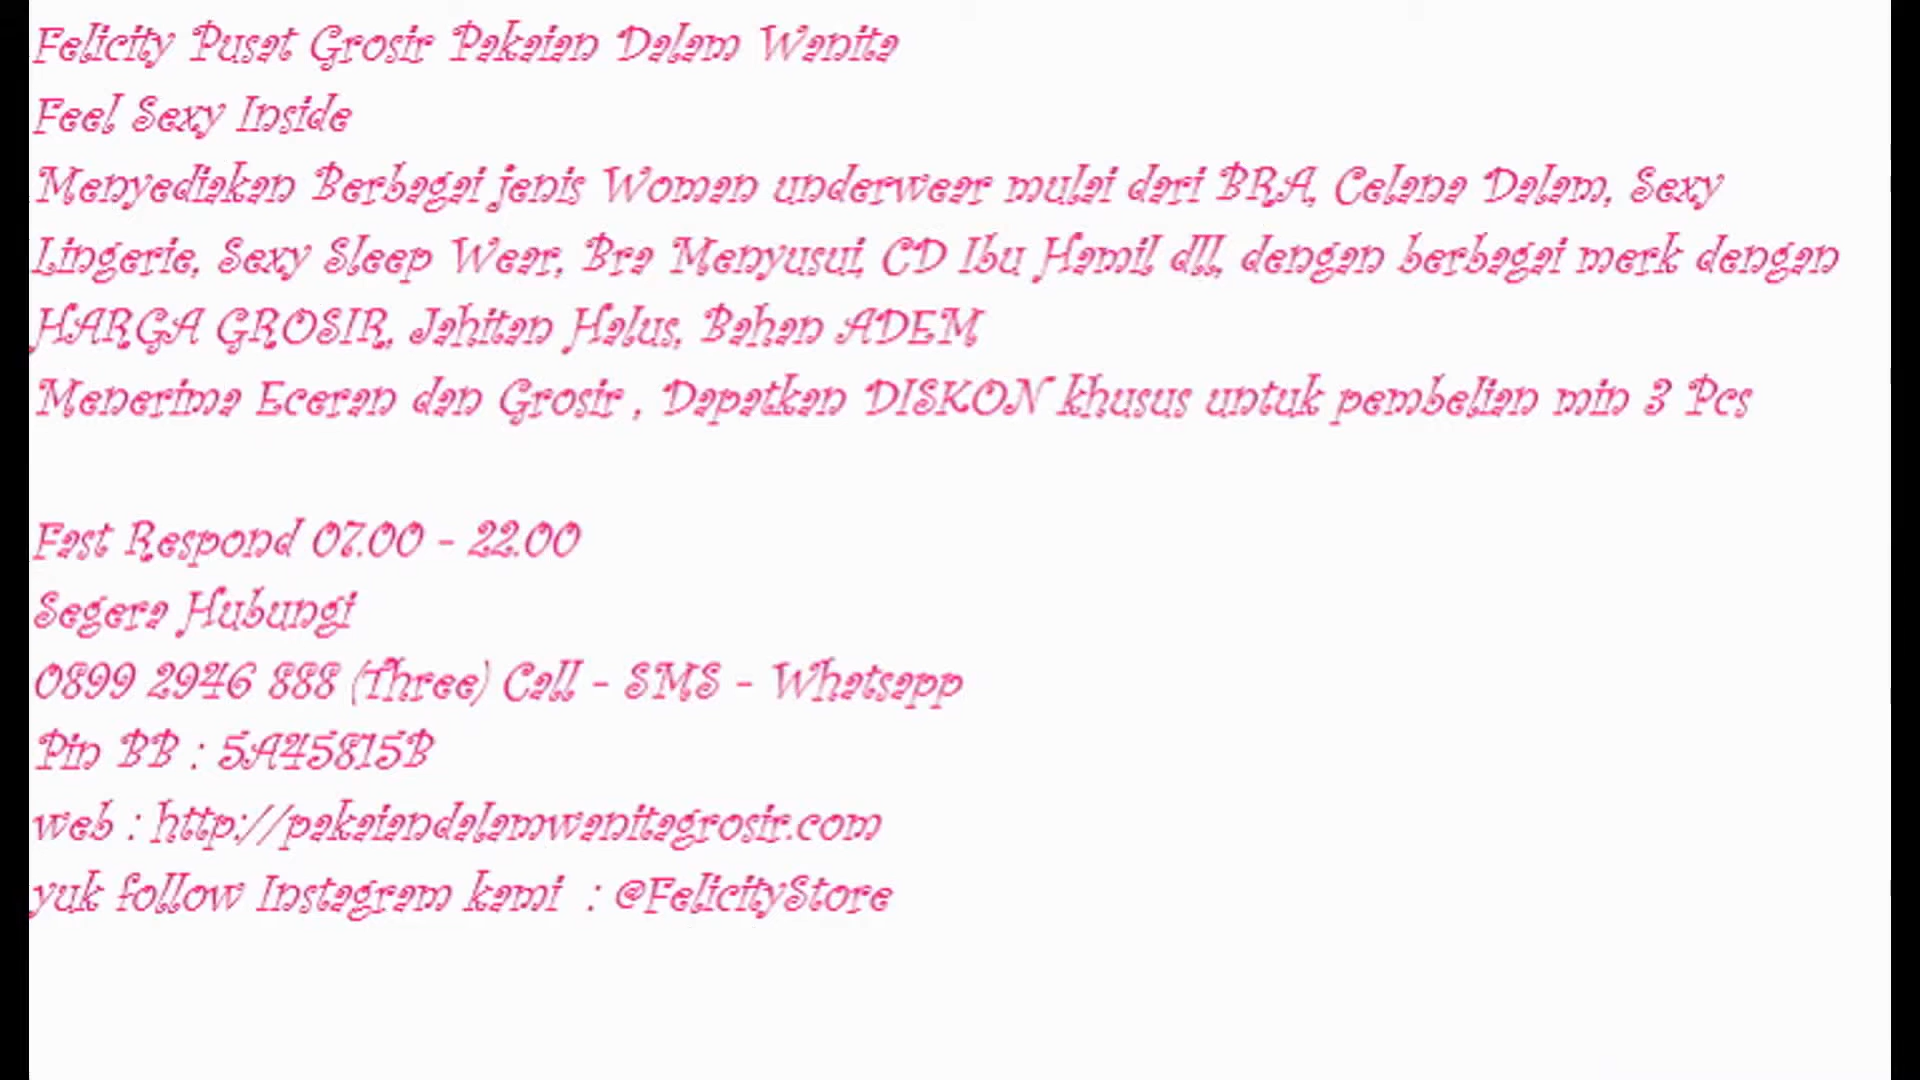 Felicity Pusat Grosir Pakaian Dalam Wanita
Feel Sexy Inside
Menyediakan Berbagai jenis Woman underwear mulai dari BRA, Celana Dalam, Sexy
Lingerie, Sexy Sleep Wear, Bra Menyusui, CD Ibu Hamil dll, dengan berbagai merk dengan
HARGA GROSIR, Jahitan Halus, Bahan ADEM
Menerima Eceran dan Grosir , Dapatkan DISKON khusus untuk pembelian min 3 Pcs
Fast Respond 07.00 - 22.00
Segera Hubungi
0899 2946 888 (Three) Call - SMS - Whatsapp
Pin BB : 5A45815B
web : http://pakaiandalamwanitagrosir.com
yuk follow Instagram kami  : @FelicityStore